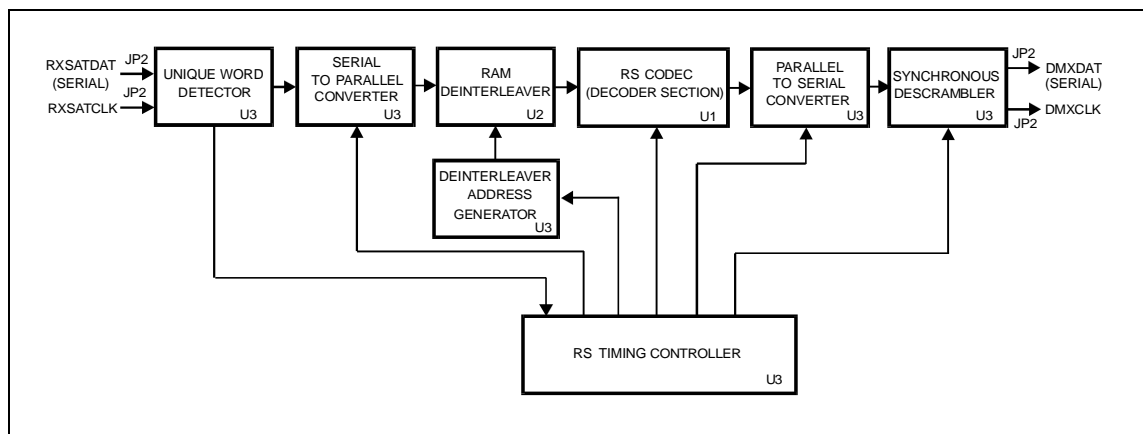 RXSATDAT
(SERIAL)
RXSATCLK
JP2
JP2
UNIQUE WORD
DETECTOR
U3
SERIAL
TO PARALLEL
CONVERTER
U3
RAM
DEINTERLEAVER
U2
RS CODEC
(DECODER SECTION)
U1
PARALLEL
TO SERIAL
CONVERTER
U3
SYNCHRONOUS
DESCRAMBLER
U3
JP2
JP2
DMXDAT
(SERIAL)
DMXCLK
DEINTERLEAVER
ADDRESS
GENERATOR
U3
RS TIMING CONTROLLER
U3